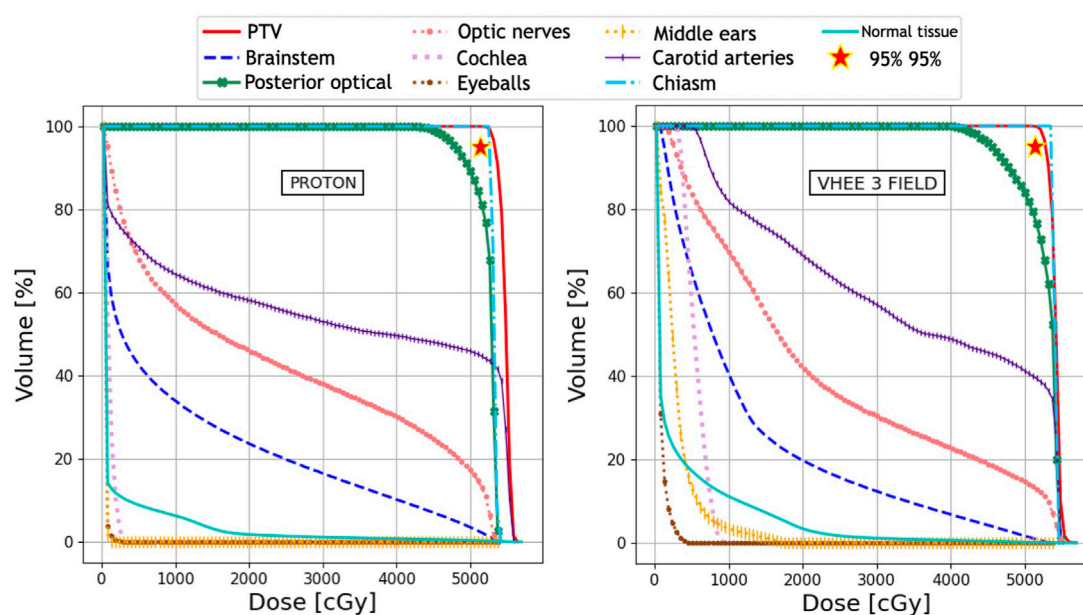 PTV Optic nerves Middle ears Normal tissue
Brainstem Cochlea Carotid arteries 95% 95%
Posterior optical Eyeballs Chiasm
100 100
PROTON VHEE 3 FIELD
80 80
60 60
40 40
20 20
0 0
Volume [%] Volume [%]
0 1000 2000 3000 4000 5000 0 1000 2000 3000 4000 5000
Dose [cGy] Dose [cGy]